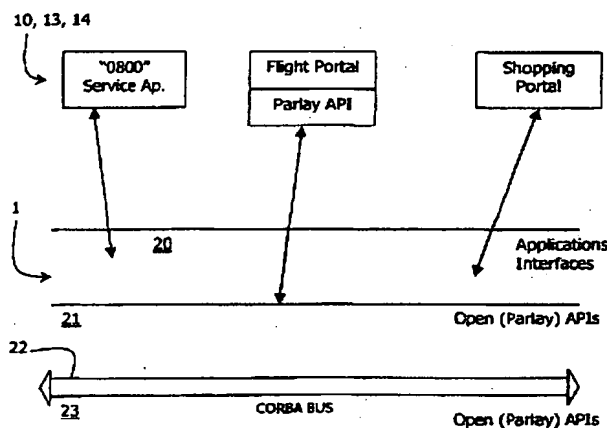 10, 13, 14
"0800"
Service Ap.
Flight Portal
Parlay API
Shopping
Portal
1
20
Applications
Interfaces
21
Open (Parlay) APIs
22
23
CORBA BUS
Open (Parlay) APIs